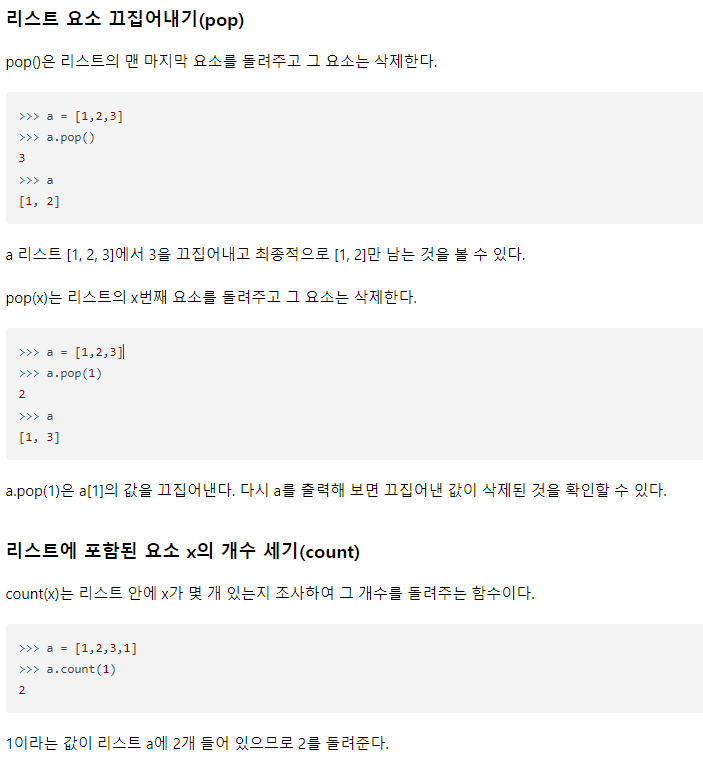 리스트 요소 끄집어내기(pop)
pop()은 리스트의 맨 마지막 요소를 돌려주고 그 요소는 삭제한다.
>>> a = [1,2,3]
>>> a.pop()
3
>>> a
[1, 2]
a 리스트 [1, 2, 3]에서 3을 끄집어내고 최종적으로 [1, 2]만 남는 것을 볼 수 있다.
pop(x)는 리스트의 x번째 요소를 돌려주고 그 요소는 삭제한다.
>>> a = [1,2,3]
>>> a.pop(1)
2
>>> a
[1, 3]
a.pop(1)은 a[1]의 값을 끄집어낸다. 다시 a를 출력해 보면 끄집어낸 값이 삭제된 것을 확인할 수 있다.
리스트에 포함된 요소 x의 개수 세기(count)
count(x)는 리스트 안에 x가 몇 개 있는지 조사하여 그 개수를 돌려주는 함수이다.
>>> a = [1,2,3,1]
>>> a.count(1)
2
1이라는 값이 리스트 a에 2개 들어 있으므로 2를 돌려준다.